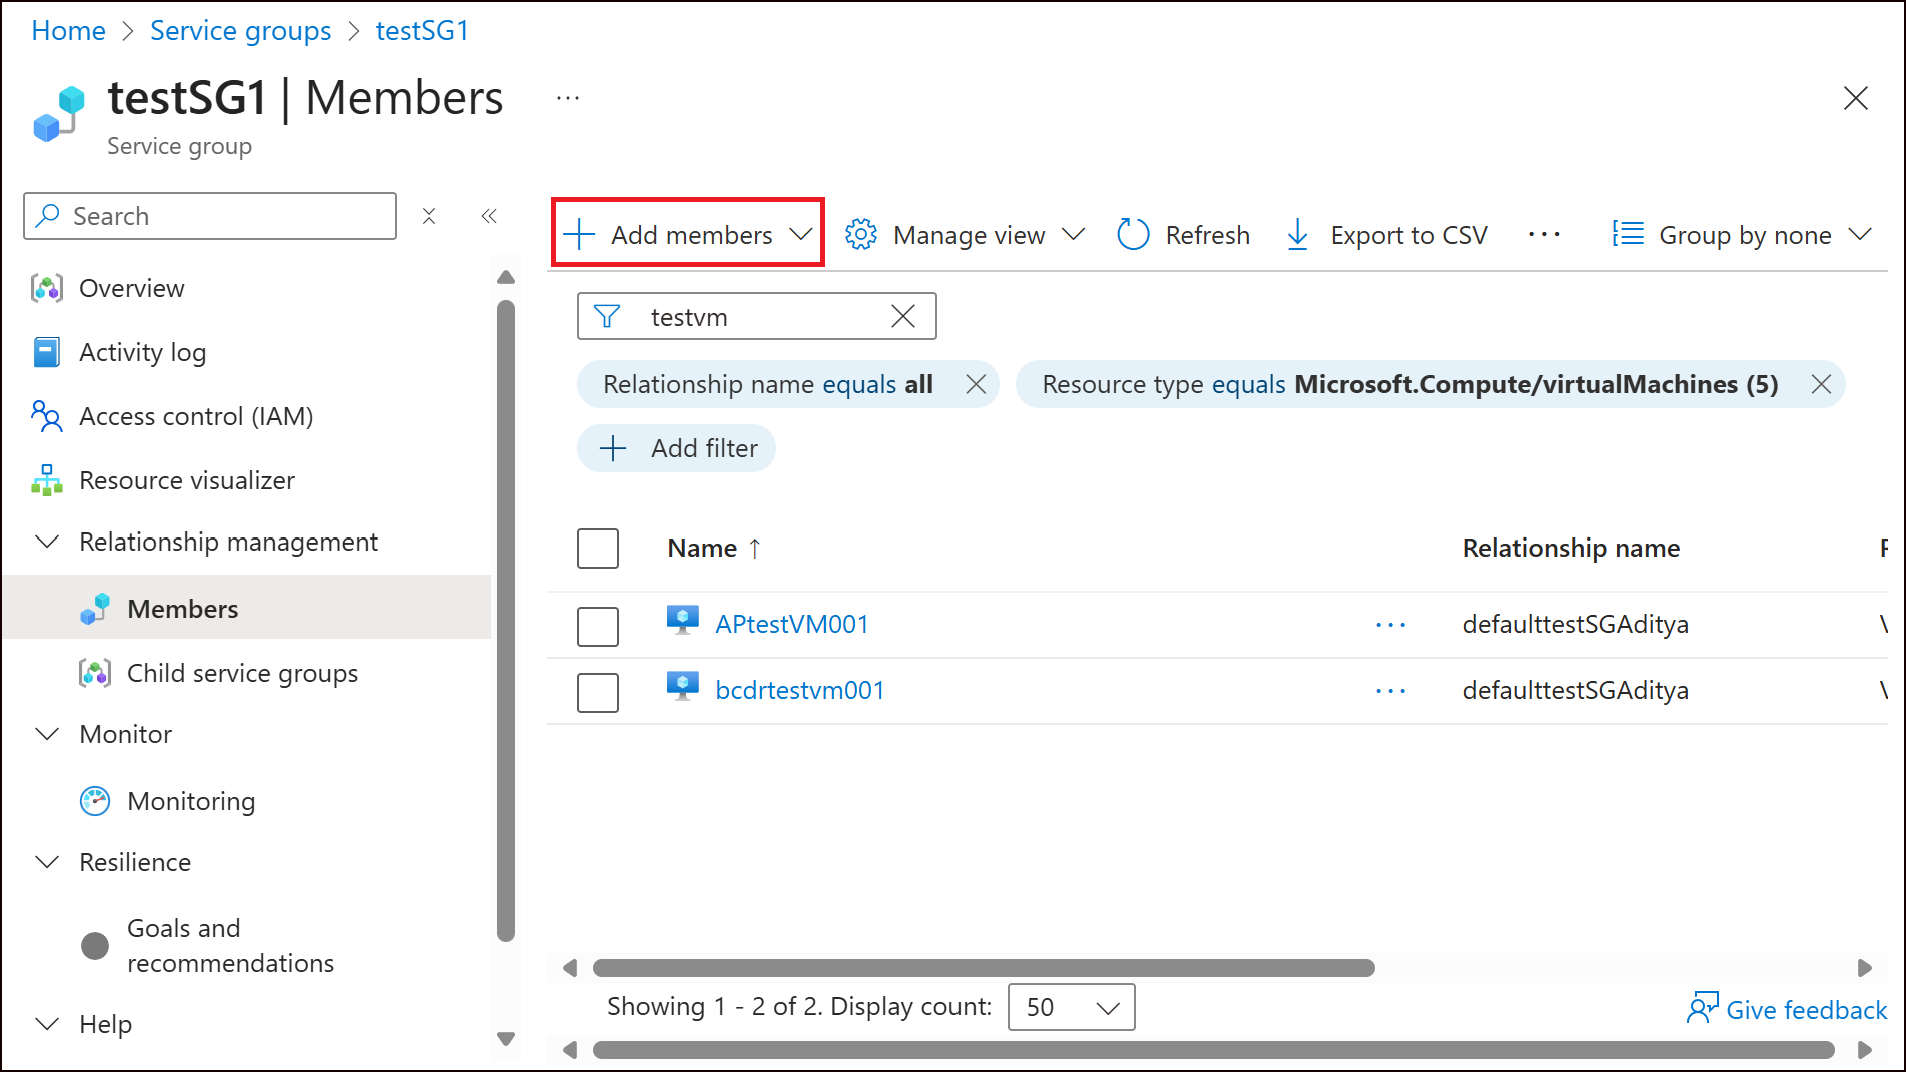 Home > Service groups > testSG1
testSG1 | Members ...
Service group
Search
Add members
Manage view
Refresh
Export to CSV
...
Group by none
Overview
Activity log
Access control (IAM)
Resource visualizer
Relationship management
Members
Child service groups
Monitor
Monitoring
Resilience
Goals and
recommendations
Help
testvm
Relationship name equals all
Resource type equals Microsoft.Compute/virtualMachines (5)
Add filter
Name ↑ Relationship name
APtestVM001 ... defaulttestSGAditya
bcdrtestvm001 ... defaulttestSGAditya
Showing 1 - 2 of 2. Display count: 50
Give feedback